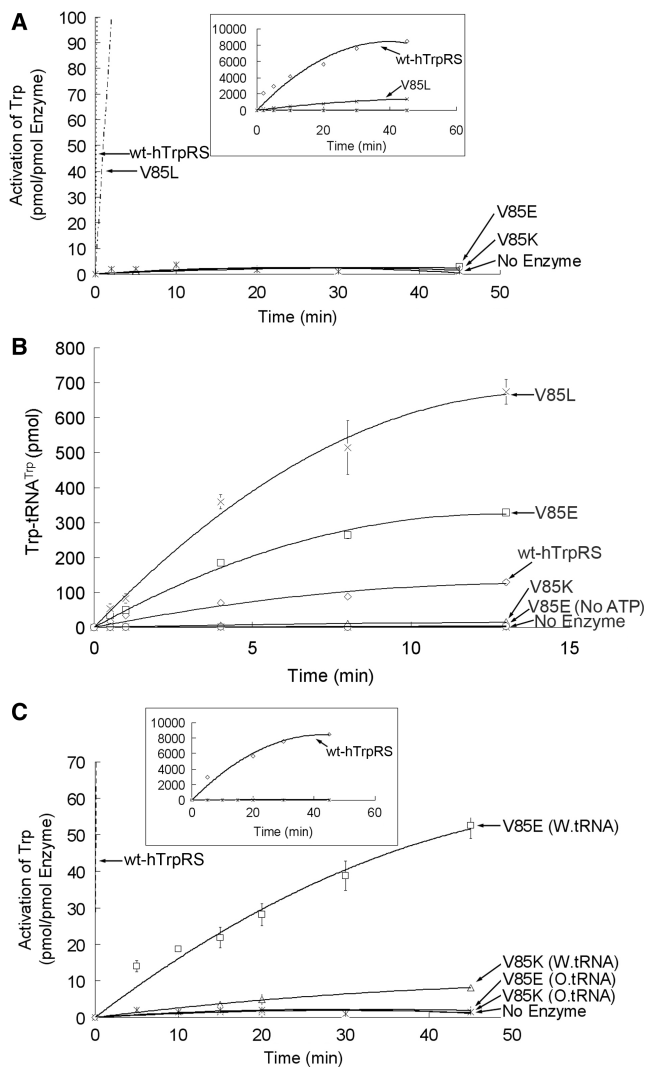 A
Activation of Trp
(pmol/pmol Enzyme)
100
90
80
70
60
50
40
30
20
10
0
wt-hTrpRS
V85L
10000
8000
6000
4000
2000
0
wt-hTrpRS
V85L
0 20 40 60
Time (min)
V85E
V85K
No Enzyme
0 10 20 30 40 50
Time (min)
B
Trp-tRNA^Trp (pmol)
800
700
600
500
400
300
200
100
0
V85L
V85E
wt-hTrpRS
V85K
V85E (No ATP)
No Enzyme
0 5 10 15
Time (min)
C
Activation of Trp
(pmol/pmol Enzyme)
70
60
50
40
30
20
10
0
wt-hTrpRS
10000
8000
6000
4000
2000
0
wt-hTrpRS
0 20 40 60
Time (min)
V85E (W.tRNA)
V85K (W.tRNA)
V85E (O.tRNA)
V85K (O.tRNA)
No Enzyme
0 10 20 30 40 50
Time (min)